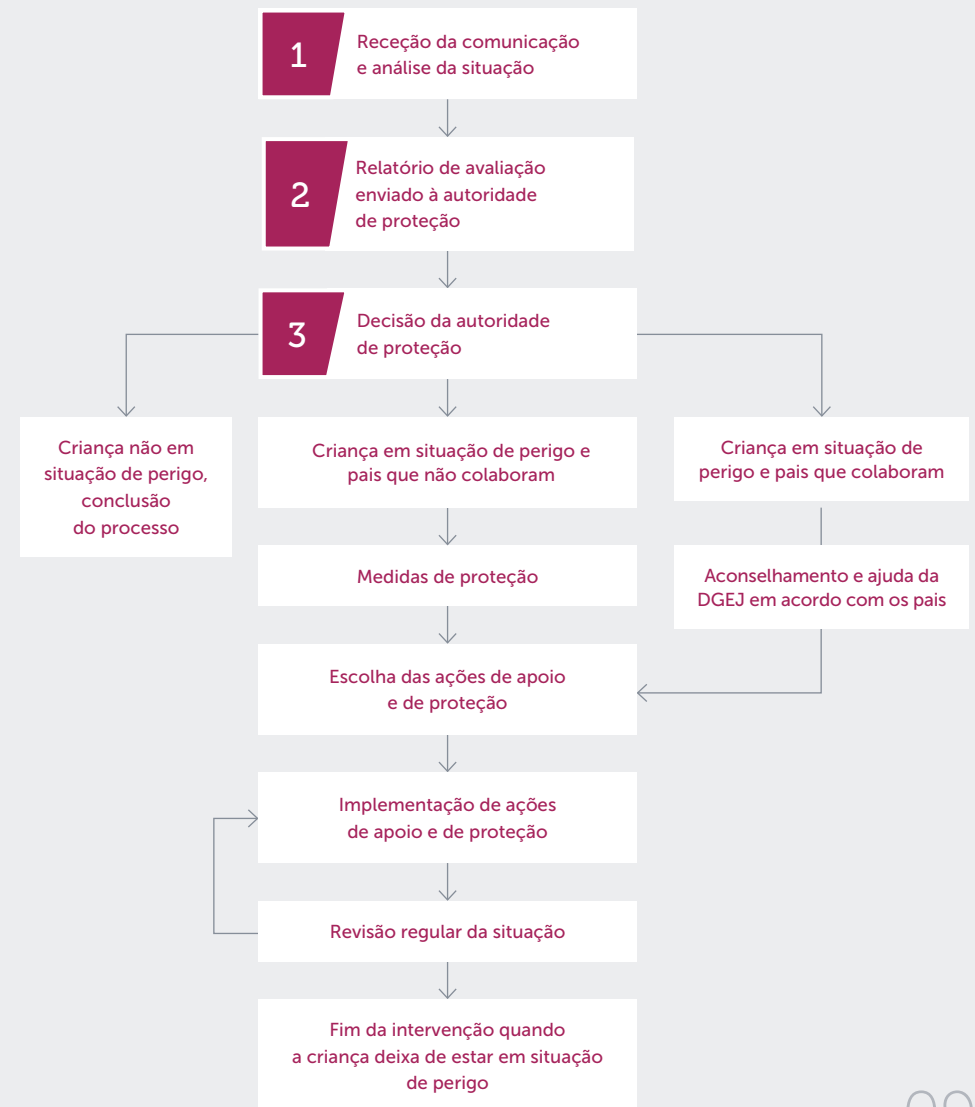 1
Receção da comunicação
e análise da situação
2
Relatório de avaliação
enviado à autoridade
de proteção
3
Decisão da autoridade
de proteção
Criança não em
situação de perigo,
conclusão
do processo
Criança em situação de perigo e
pais que não colaboram
Criança em situação de
perigo e pais que colaboram
Medidas de proteção
Aconselhamento e ajuda da
DGEJ em acordo com os pais
Escolha das ações de apoio
e de proteção
Implementação de ações
de apoio e de proteção
Revisão regular da situação
Fim da intervenção quando
a criança deixa de estar em situação
de perigo